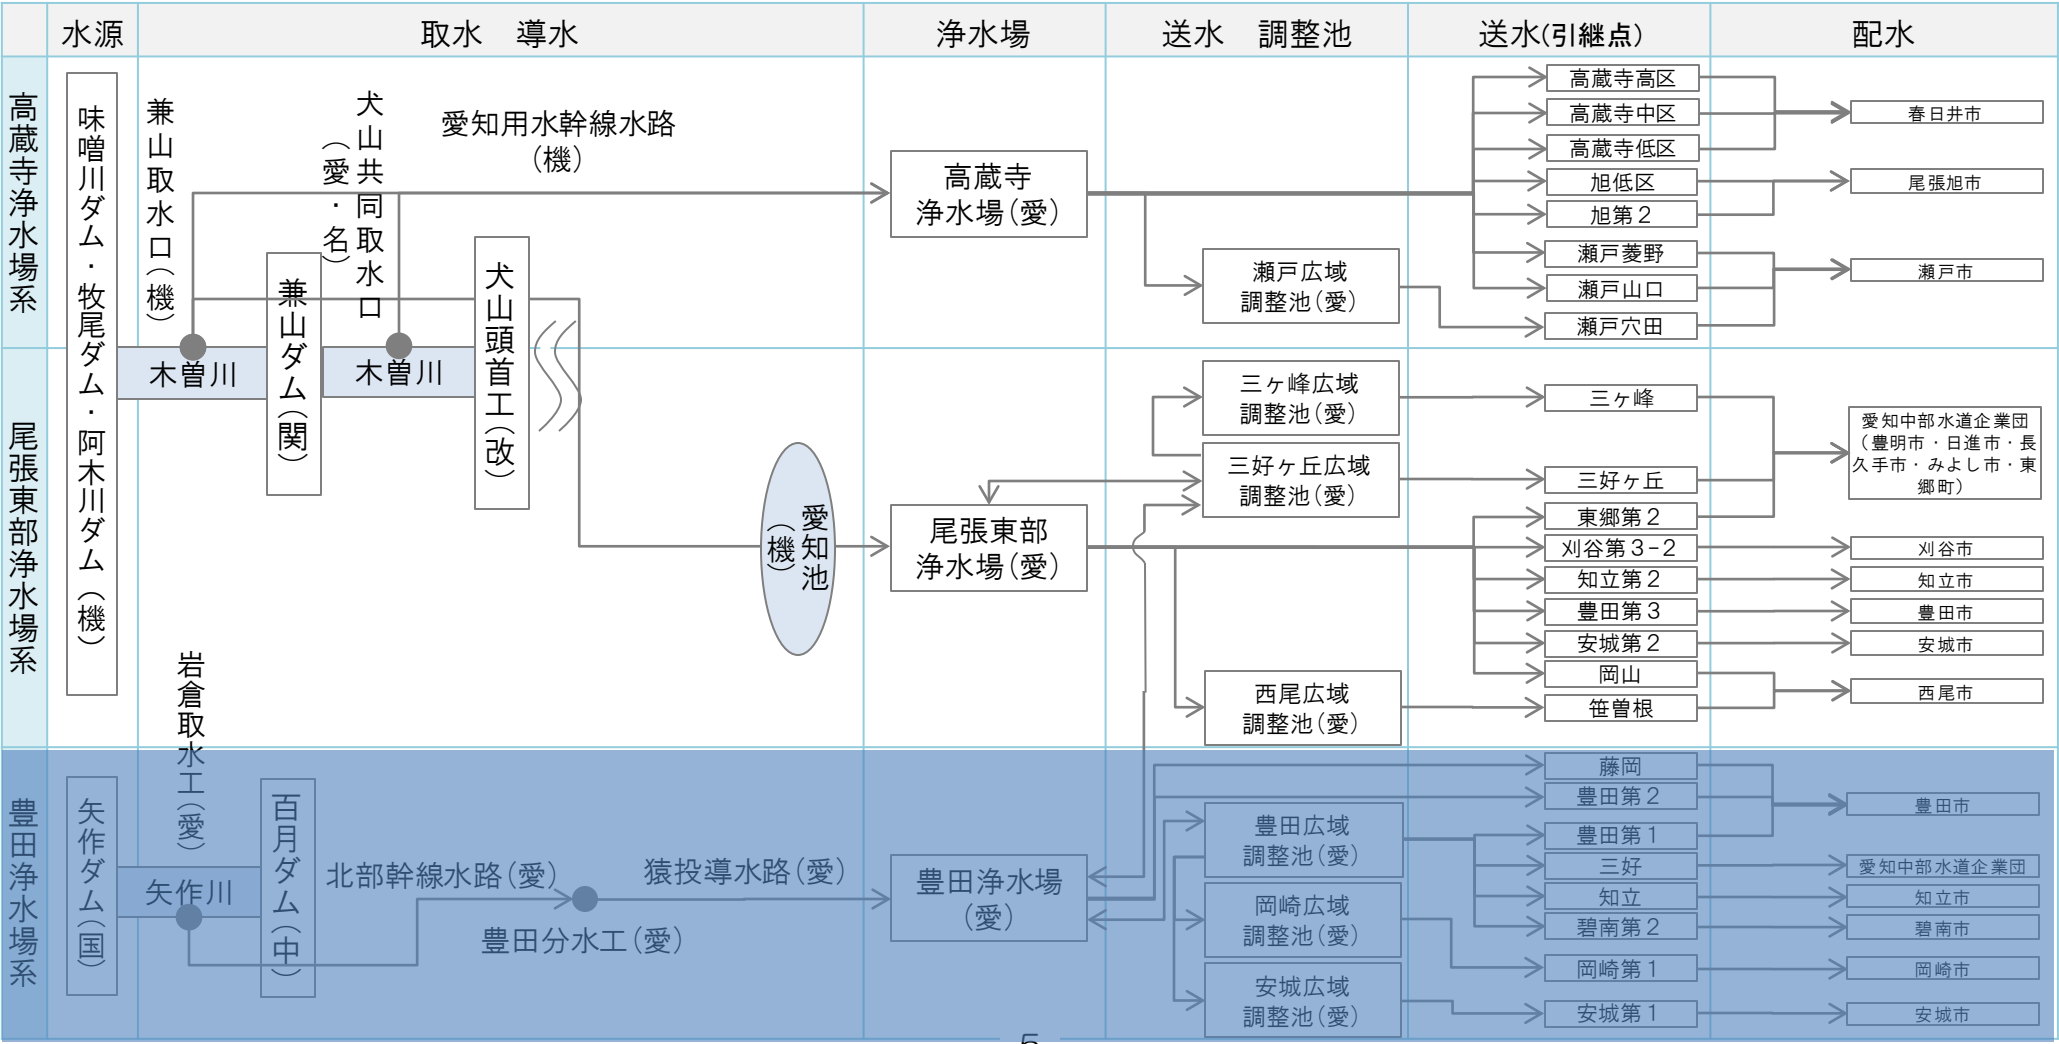 水源
取水　導水
浄水場
送水　調整池
送水(引継点)
配水
高蔵寺浄水場系
味噌川ダム・牧尾ダム・阿木川ダム(機)
兼山取水口(機)
犬山共同取水口
(愛・名)
愛知用水幹線水路
(機)
木曽川
兼山ダム(関)
木曽川
犬山頭首工(改)
高蔵寺
浄水場(愛)
瀬戸広域
調整池(愛)
高蔵寺高区
高蔵寺中区
高蔵寺低区
旭低区
旭第2
瀬戸菱野
瀬戸山口
瀬戸穴田
春日井市
尾張旭市
瀬戸市
尾張東部浄水場系
愛知池
(機)
尾張東部
浄水場(愛)
三ヶ峰広域
調整池(愛)
三好ヶ丘広域
調整池(愛)
西尾広域
調整池(愛)
三ヶ峰
三好ヶ丘
東郷第2
刈谷第3-2
知立第2
豊田第3
安城第2
岡山
笹曽根
愛知中部水道企業団
(豊明市・日進市・長
久手市・みよし市・東
郷町)
刈谷市
知立市
豊田市
安城市
西尾市
豊田浄水場系
矢作ダム(国)
岩倉取水工(愛)
矢作川
百月ダム(中)
北部幹線水路(愛)
豊田分水工(愛)
猿投導水路(愛)
豊田浄水場
(愛)
豊田広域
調整池(愛)
岡崎広域
調整池(愛)
安城広域
調整池(愛)
藤岡
豊田第2
豊田第1
三好
知立
碧南第2
岡崎第1
安城第1
豊田市
愛知中部水道企業団
知立市
碧南市
岡崎市
安城市
5